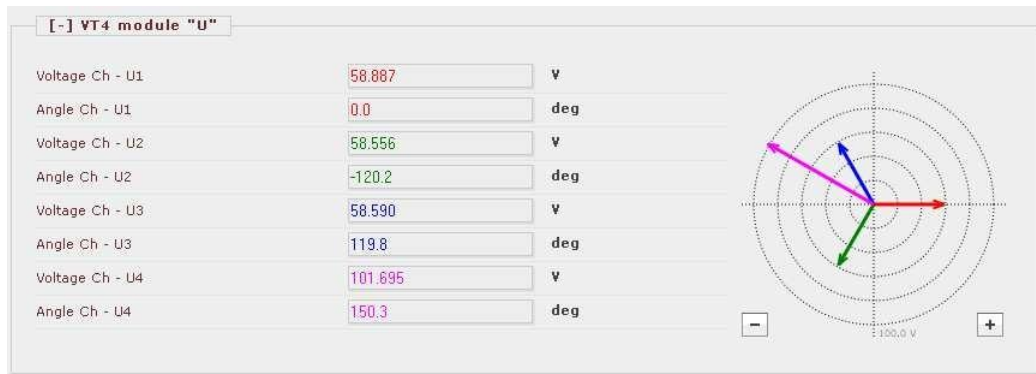 [-] VT4 module "U"
Voltage Ch - U1 58.887 V
Angle Ch - U1 0.0 deg
Voltage Ch - U2 58.556 V
Angle Ch - U2 -120.2 deg
Voltage Ch - U3 58.590 V
Angle Ch - U3 119.8 deg
Voltage Ch - U4 101.695 V
Angle Ch - U4 150.3 deg
- +
100.0 V